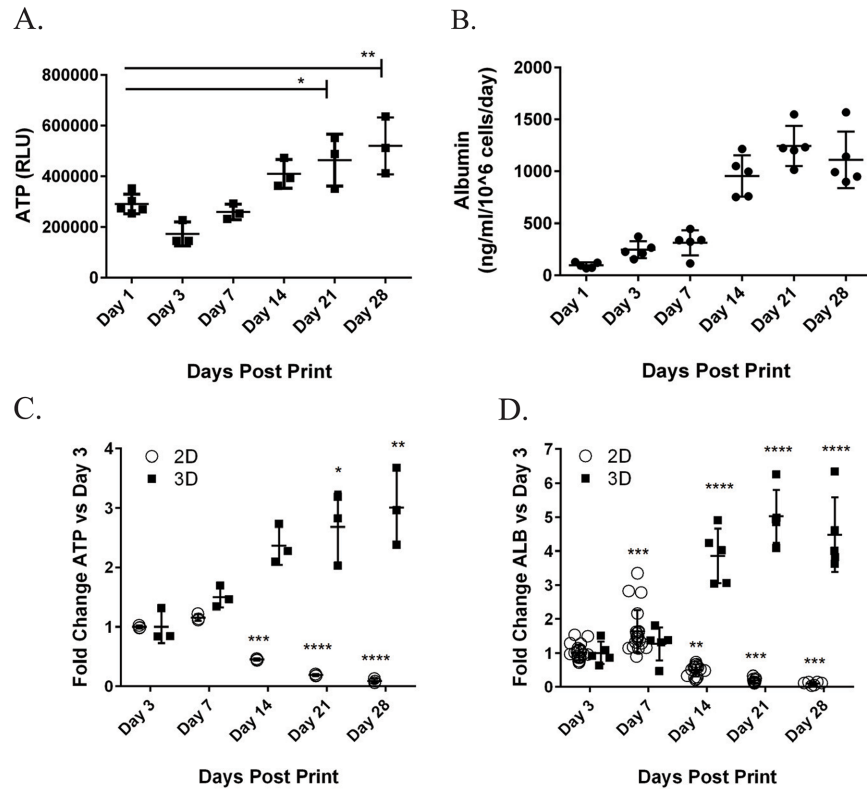 A.
**
*
800000
600000
400000
200000
0
ATP (RLU)
Day 1
Day 3
Day 7
Day 14
Day 21
Day 28
Days Post Print
B.
2000
1500
1000
500
0
Albumin
(ng/ml/10^6 cells/day)
Day 1
Day 3
Day 7
Day 14
Day 21
Day 28
Days Post Print
C.
4
3
2
1
0
Fold Change ATP vs Day 3
2D
3D
*
**
***
****
****
Day 3
Day 7
Day 14
Day 21
Day 28
Days Post Print
D.
7
6
5
4
3
2
1
0
Fold Change ALB vs Day 3
2D
3D
***
****
****
****
**
***
***
Day 3
Day 7
Day 14
Day 21
Day 28
Days Post Print